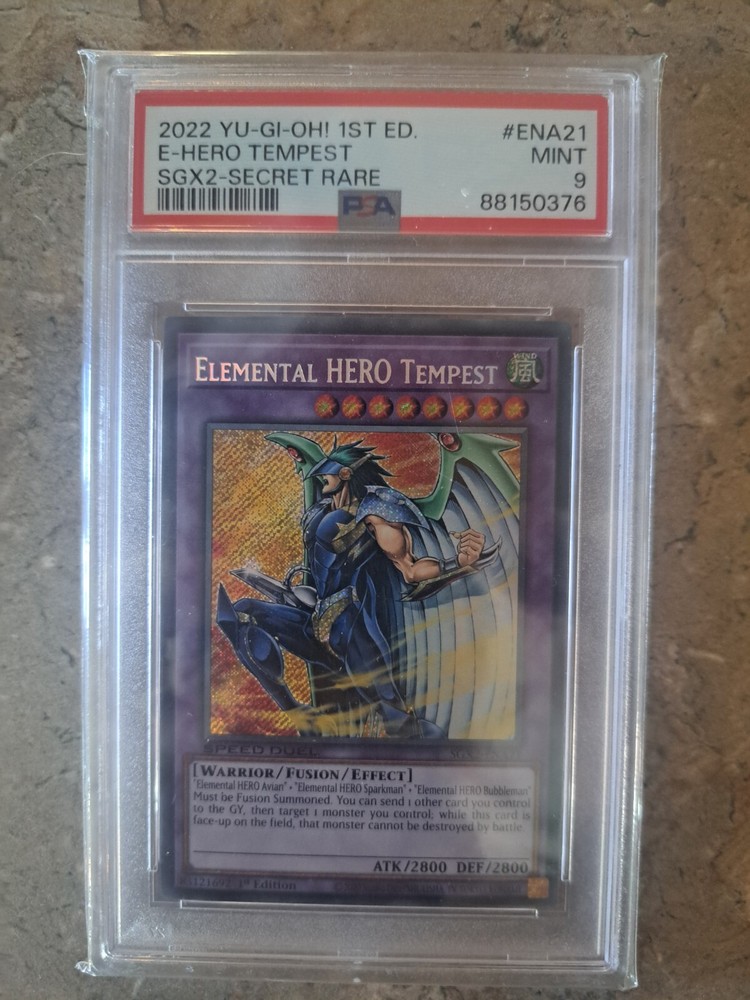 2022 YU-GI-OH! 1ST ED. #ENA21
E-HERO TEMPEST MINT
SGX2-SECRET RARE 9
PSA 88150376
ELEMENTAL HERO TEMPEST
WIND
風
SPEED DUEL
[WARRIOR/FUSION/EFFECT]
"Elemental HERO Avian" + "Elemental HERO Sparkman" + "Elemental HERO Bubbleman"
Must be Fusion Summoned. You can send 1 other card you control
to the GY, then target 1 monster you control; while this card is
face-up on the field, that monster cannot be destroyed by battle.
ATK/2800 DEF/2800
1st Edition